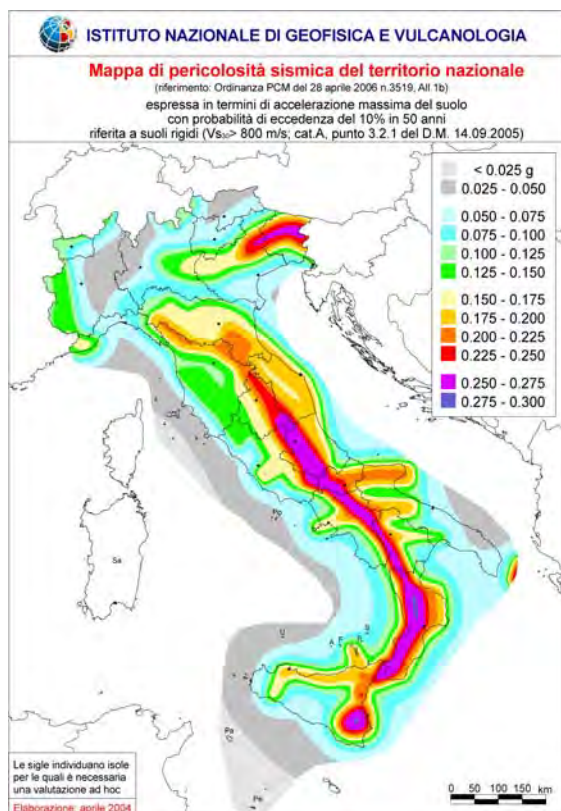 ISTITUTO NAZIONALE DI GEOFISICA E VULCANOLOGIA
Mappa di pericolosità sismica del territorio nazionale
(riferimento: Ordinanza PCM del 28 aprile 2006 n.3519, All.1b)
espressa in termini di accelerazione massima del suolo
con probabilità di eccedenza del 10% in 50 anni
riferita a suoli rigidi (Vs30> 800 m/s; cat.A, punto 3.2.1 del D.M. 14.09.2005)
< 0.025 g
0.025 - 0.050
0.050 - 0.075
0.075 - 0.100
0.100 - 0.125
0.125 - 0.150
0.150 - 0.175
0.175 - 0.200
0.200 - 0.225
0.225 - 0.250
0.250 - 0.275
0.275 - 0.300
Po
Sa
U
A
Pa
Pe
Le sigle individuano isole
per le quali è necessaria
una valutazione ad hoc
Elaborazione: aprile 2004
0 50 100 150 km